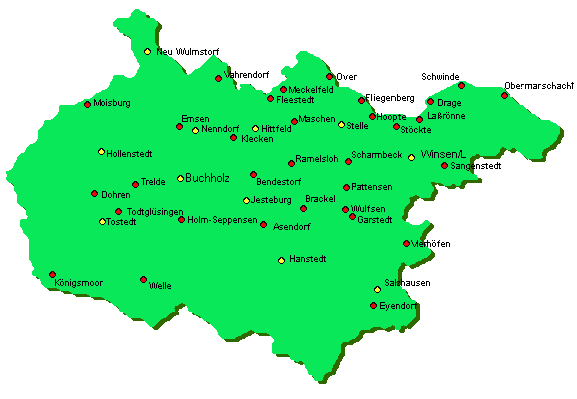 Neu Wulmstorf
Vahrendorf
Over
Schwinde
Meckelfeld
Obermarschacht
Fleestedt
Fliegenberg
Moisburg
Drage
Emsen
Maschen
Hoopte
Laßrönne
Nenndorf
Hittfeld
Stelle
Stöckte
Klecken
Hollenstedt
Ramelsloh
Scharmbeck
Winsen/L
Sangenstedt
Trelde
Buchholz
Bendestorf
Pattensen
Dohren
Jesteburg
Brackel
Todtglüsingen
Wulfsen
Tostedt
Holm-Seppensen
Garstedt
Asendorf
Vierhöfen
Hanstedt
Königsmoor
Welle
Salzhausen
Eyendorf